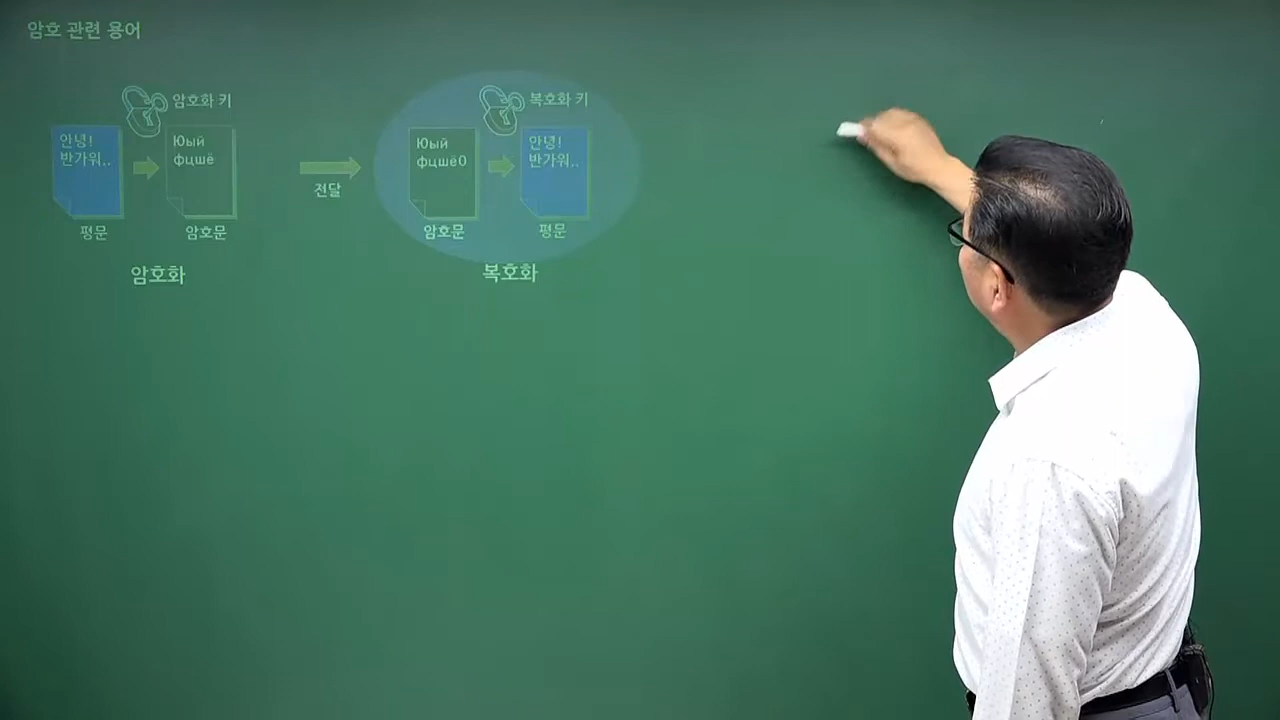 암호 관련 용어
암호화 키
안녕!
반가워..
Юый
фцшё
평문
암호문
암호화
전달
복호화 키
Юый
фцшёО
안녕!
반가워..
암호문
평문
복호화